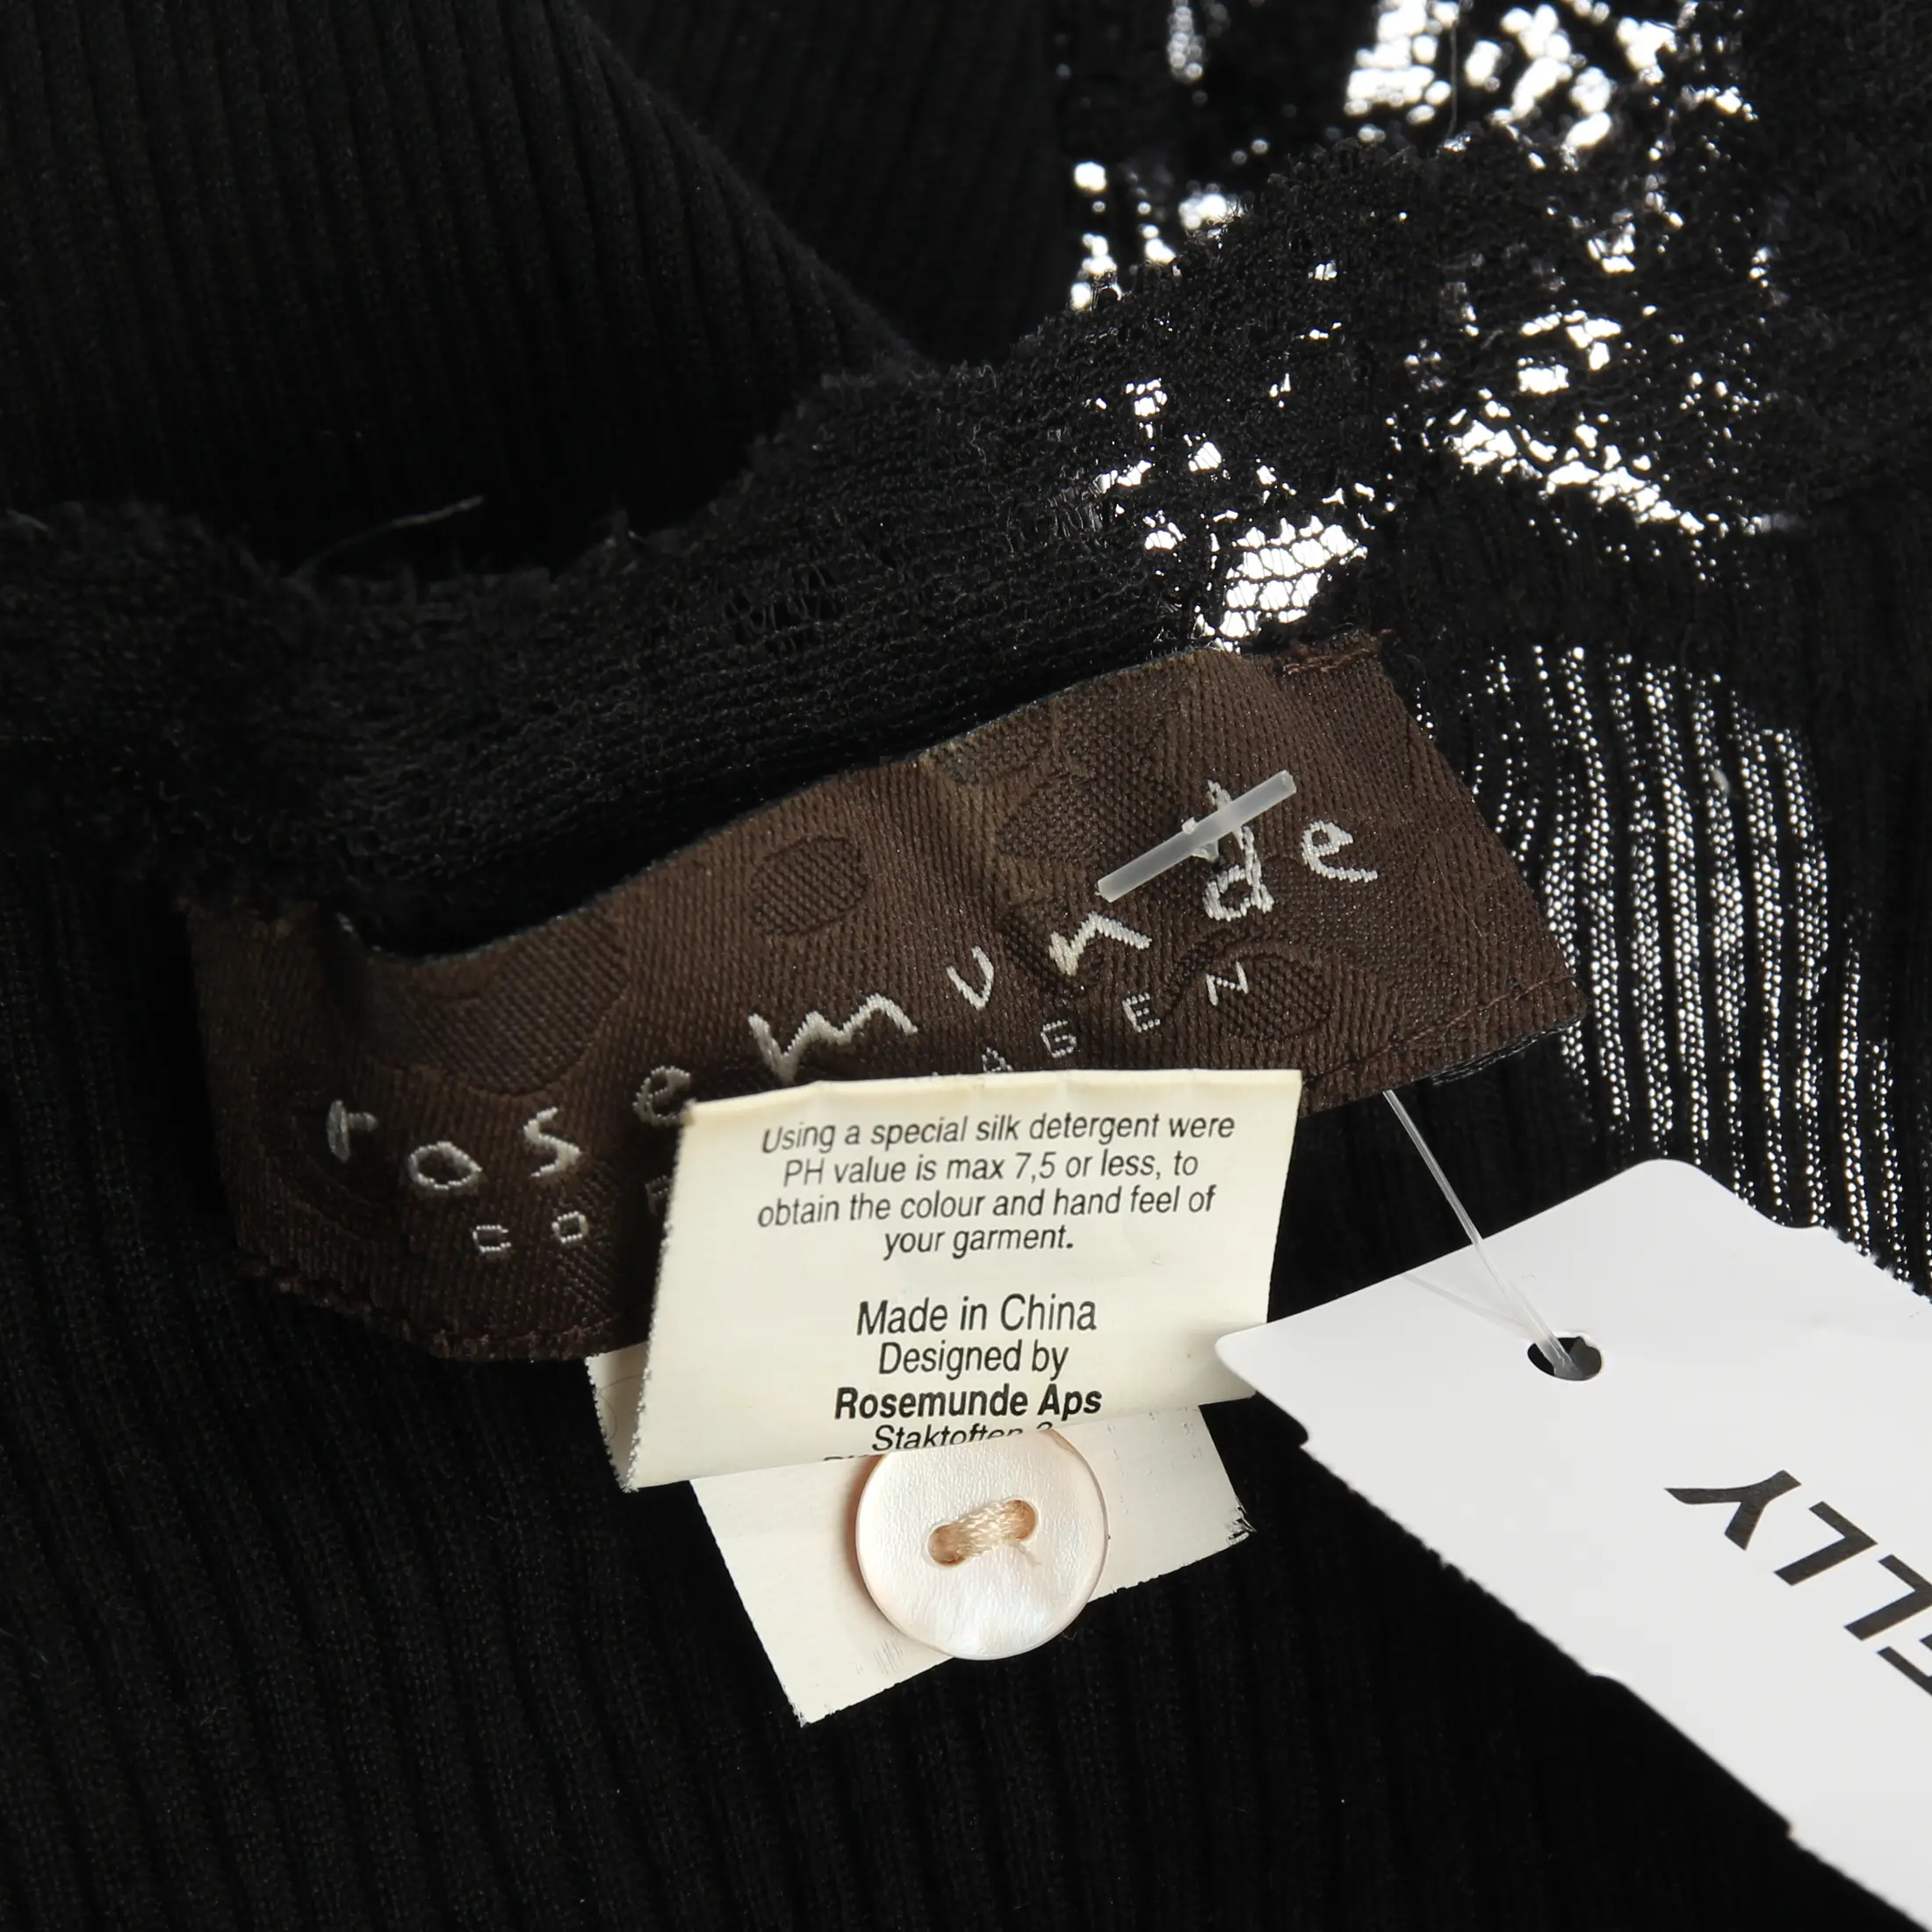 rosemunde
Using a special silk detergent were
PH value is max 7,5 or less, to
obtain the colour and hand feel of
your garment.
Made in China
Designed by
Rosemunde Aps
Staktoften